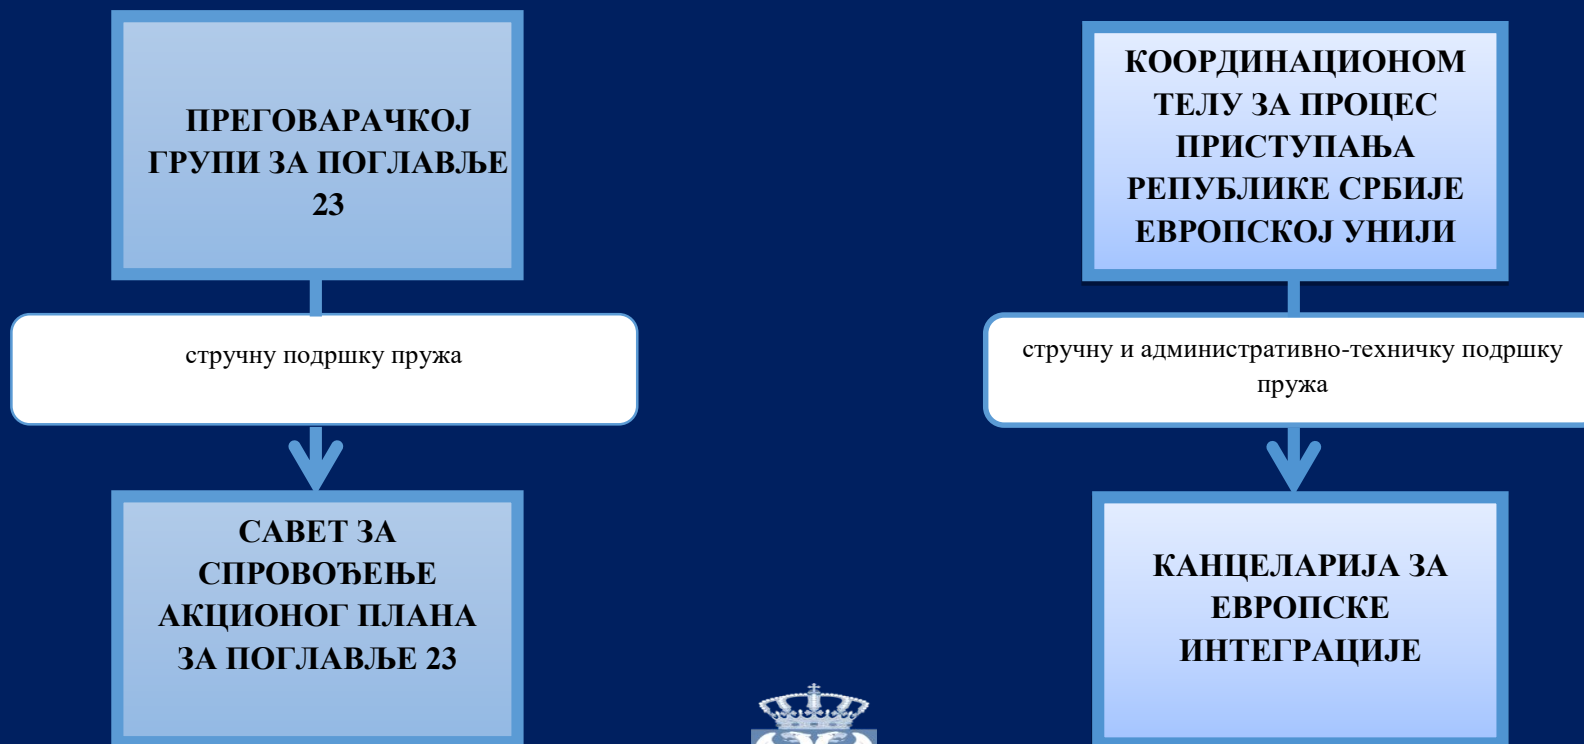 ПРЕГОВАРАЧКОЈ
ГРУПИ ЗА ПОГЛАВЉЕ
23
стручну подршку пружа
САВЕТ ЗА
СПРОВОЂЕЊЕ
АКЦИОНОГ ПЛАНА
ЗА ПОГЛАВЉЕ 23
КООРДИНАЦИОНОМ
ТЕЛУ ЗА ПРОЦЕС
ПРИСТУПАЊА
РЕПУБЛИКЕ СРБИЈЕ
ЕВРОПСКОЈ УНИЈИ
стручну и административно-техничку подршку
пружа
КАНЦЕЛАРИЈА ЗА
ЕВРОПСКЕ
ИНТЕГРАЦИЈЕ